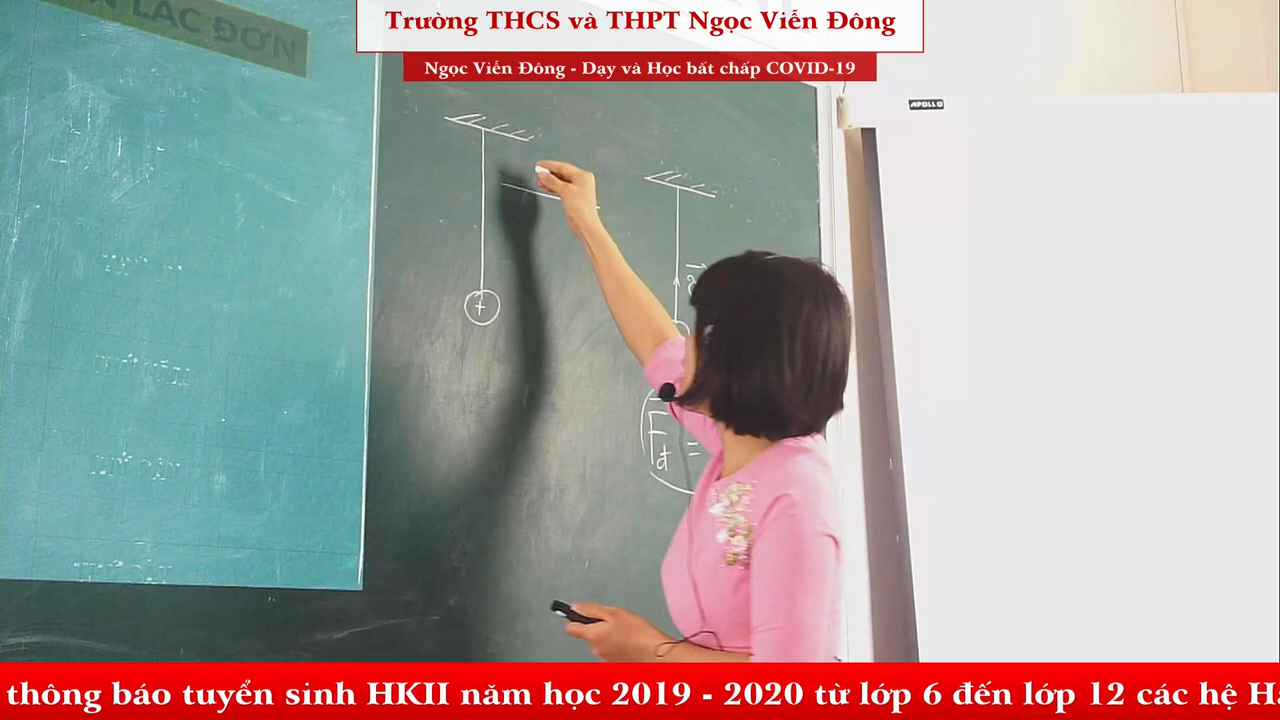 Trường THCS và THPT Ngọc Viễn Đông
Ngọc Viễn Đông - Dạy và Học bất chấp COVID-19
LẮC ĐƠN
APOLLO
+
F đ =
thông báo tuyển sinh HKII năm học 2019 - 2020 từ lớp 6 đến lớp 12 các hệ